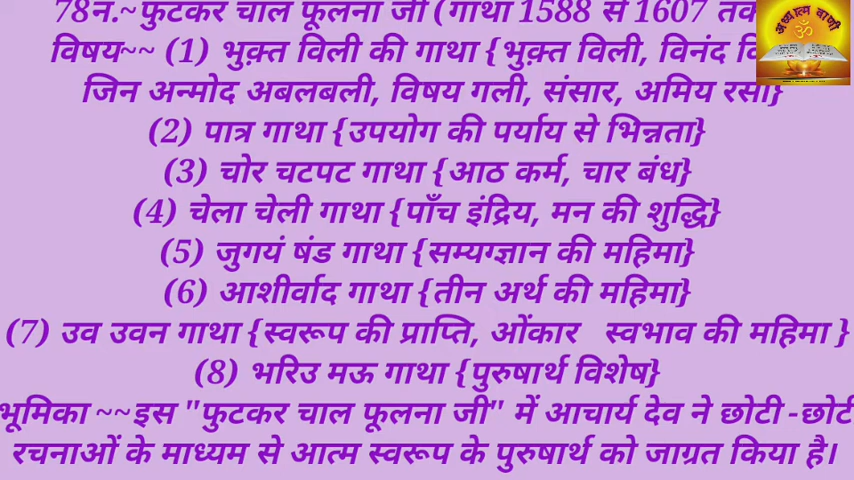 78न.~फुटकर चाल फूलना जी (गाथा 1588 से 1607 तक
अध्यात्म वाणी
ॐ
विषय~~ (1) भुक़्त विली की गाथा {भुक़्त विली, विनंद
जिन अन्मोद अबलबली, विषय गली, संसार, अमिय रसी}
(2) पात्र गाथा {उपयोग की पर्याय से भिन्नता}
(3) चोर चटपट गाथा {आठ कर्म, चार बंध}
(4) चेला चेली गाथा {पाँच इंद्रिय, मन की शुद्धि}
(5) जुगयं षंड गाथा {सम्यग्ज्ञान की महिमा}
(6) आशीर्वाद गाथा {तीन अर्थ की महिमा}
(7) उव उवन गाथा {स्वरूप की प्राप्ति, ओंकार स्वभाव की महिमा }
(8) भरिउ मऊ गाथा {पुरुषार्थ विशेष}
भूमिका ~~इस "फुटकर चाल फूलना जी" में आचार्य देव ने छोटी -छोटी
रचनाओं के माध्यम से आत्म स्वरूप के पुरुषार्थ को जाग्रत किया है।